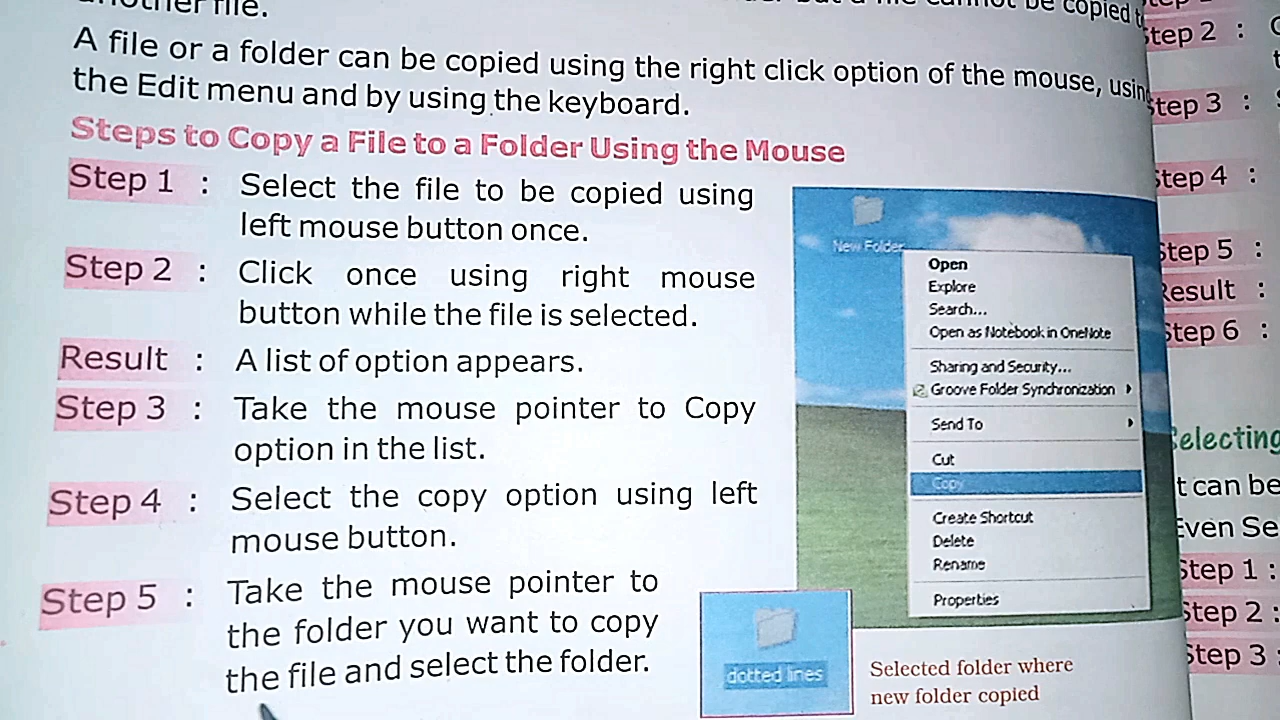 another file.
be copied
A file or a folder can be copied using the right click option of the mouse, using
the Edit menu and by using the keyboard.
Steps to Copy a File to a Folder Using the Mouse
Step 1 : Select the file to be copied using
left mouse button once.
Step 2 : Click once using right mouse
button while the file is selected.
Result : A list of option appears.
Step 3 : Take the mouse pointer to Copy
option in the list.
Step 4 : Select the copy option using left
mouse button.
Step 5 : Take the mouse pointer to
the folder you want to copy
the file and select the folder.
New Folder
Open
Explore
Search...
Open as Notebook in OneNote
Sharing and Security...
Groove Folder Synchronization
Send To
Cut
Copy
Create Shortcut
Delete
Rename
Properties
dotted lines
Selected folder where
new folder copied
Step 2 :
Step 3 :
Step 4 :
Step 5 :
Result :
Step 6 :
Selecting
t can be
Even Se
Step 1 :
Step 2 :
Step 3 :